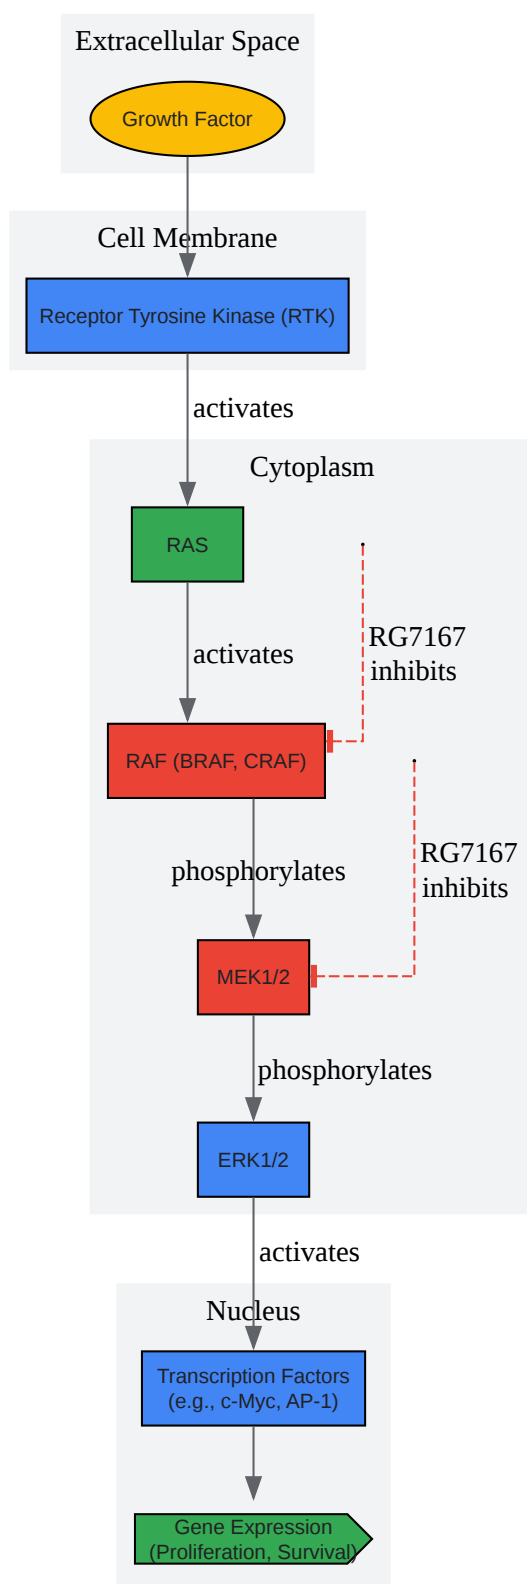 Extracellular Space
Growth Factor
Cell Membrane
Receptor Tyrosine Kinase (RTK)
activates
Cytoplasm
RAS
RG7167
inhibits
activates
RAF (BRAF, CRAF)
RG7167
inhibits
phosphorylates
MEK1/2
phosphorylates
ERK1/2
activates
Nucleus
Transcription Factors
(e.g., c-Myc, AP-1)
Gene Expression
(Proliferation, Survival)